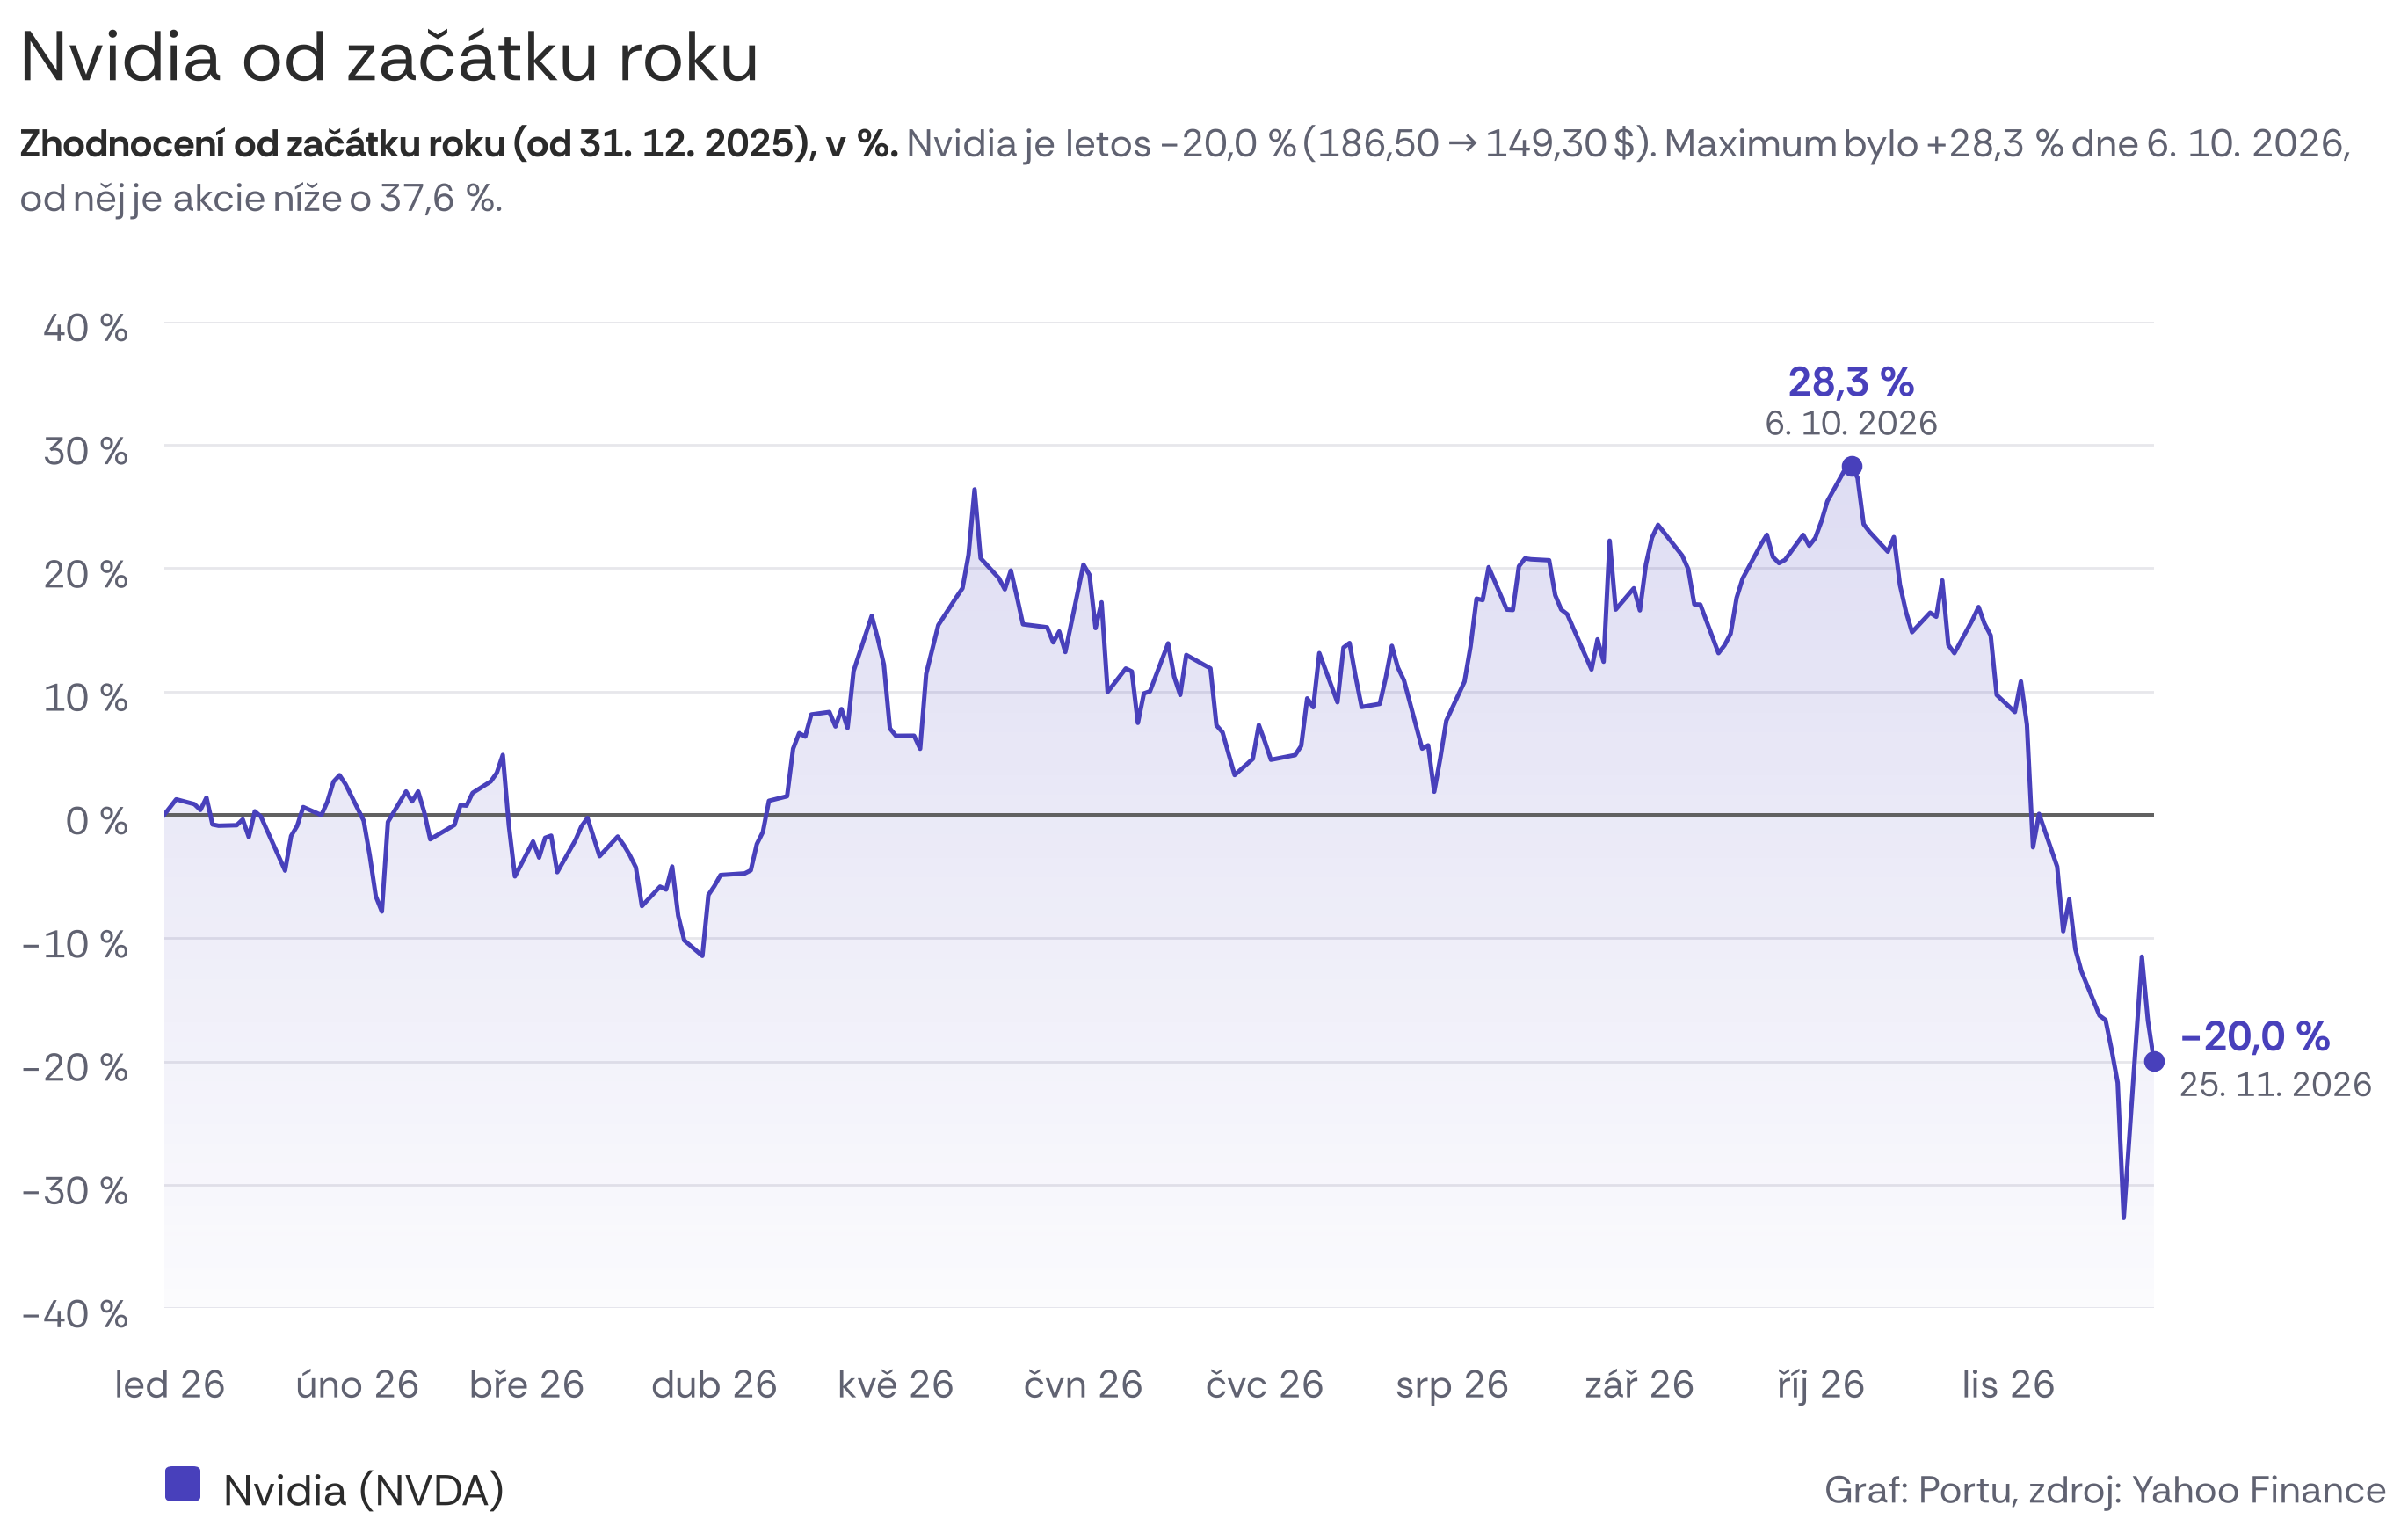 Nvidia od začátku roku
Zhodnocení od začátku roku (od 31. 12. 2025), v %. Nvidia je letos −20,0 % (186,50 → 149,30 $). Maximum bylo +28,3 % dne 6. 10. 2026,
od něj je akcie níže o 37,6 %.
40 %
28,3 %
6. 10. 2026
30 %
20 %
10 %
0 %
−10 %
−20,0 %
−20 %
25. 11. 2026
−30 %
−40 %
led 26 úno 26 bře 26 dub 26 kvě 26 čvn 26 čvc 26 srp 26 zář 26 říj 26 lis 26
Nvidia (NVDA)
Graf: Portu, zdroj: Yahoo Finance